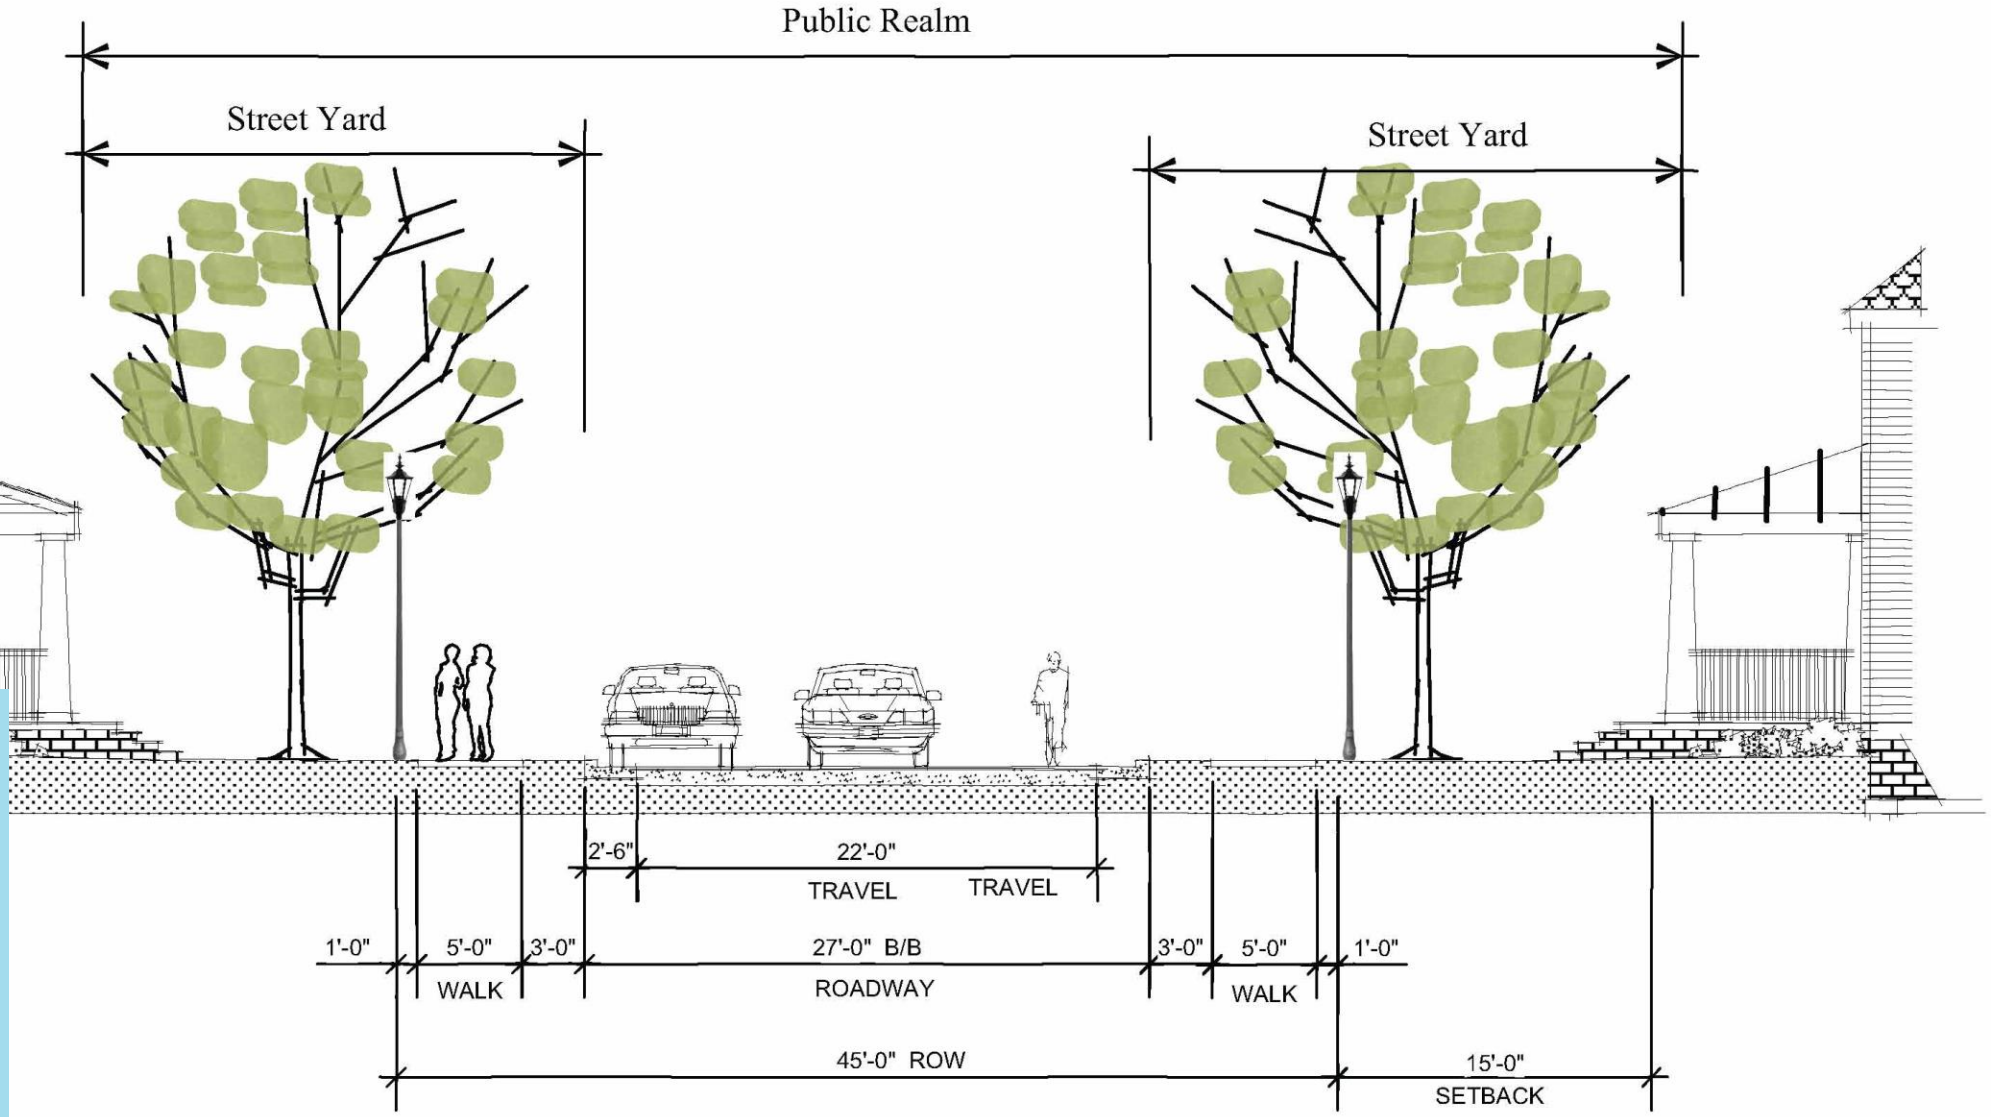 Public Realm
Street Yard
Street Yard
2'-6"
22'-0"
TRAVEL
TRAVEL
1'-0"
5'-0"
3'-0"
27'-0" B/B
3'-0"
5'-0"
1'-0"
WALK
ROADWAY
WALK
45'-0" ROW
15'-0"
SETBACK